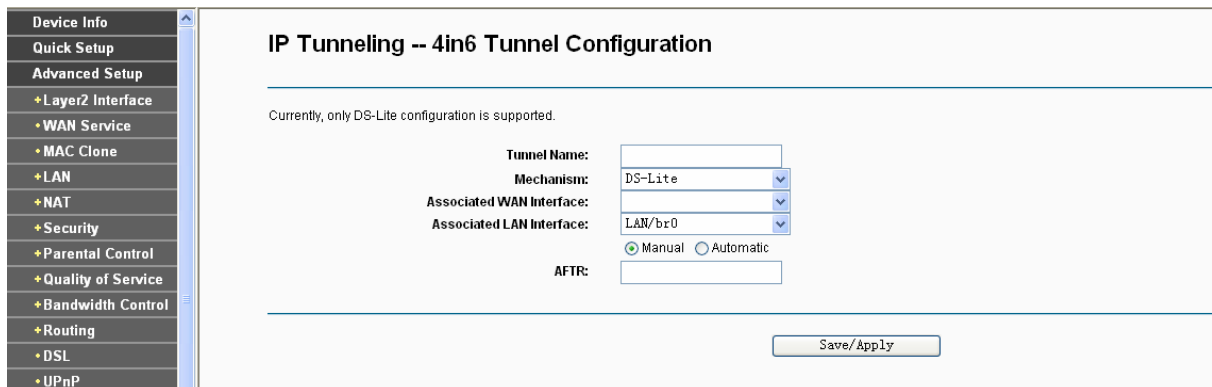 Device Info
Quick Setup
Advanced Setup
+Layer2 Interface
•WAN Service
•MAC Clone
+LAN
+NAT
+Security
+Parental Control
+Quality of Service
+Bandwidth Control
+Routing
•DSL
•UPnP
IP Tunneling -- 4in6 Tunnel Configuration
Currently, only DS-Lite configuration is supported.
Tunnel Name:
Mechanism: DS-Lite
Associated WAN Interface:
Associated LAN Interface: LAN/br0
Manual Automatic
AFTR:
Save/Apply